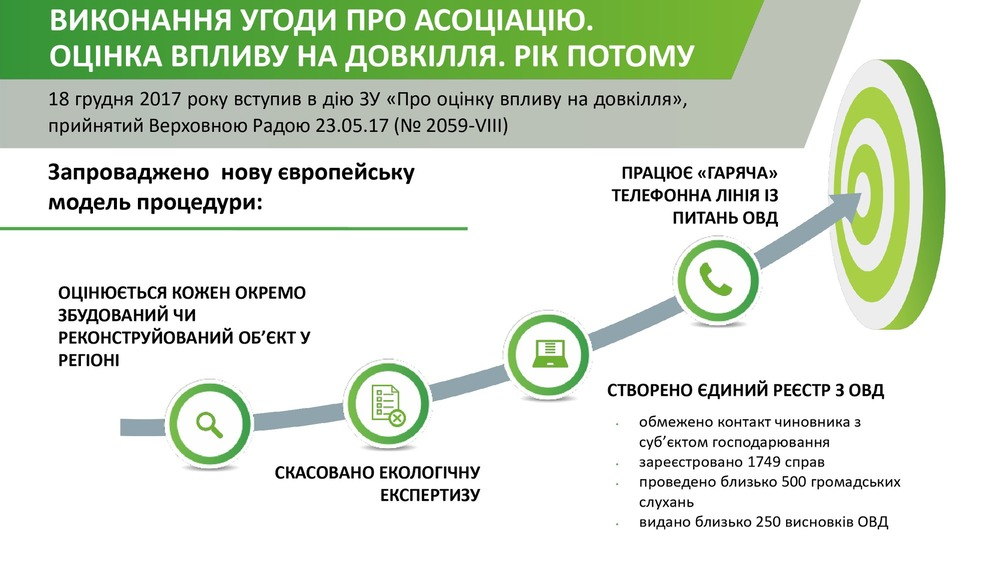 ВИКОНАННЯ УГОДИ ПРО АСОЦІАЦІЮ.
ОЦІНКА ВПЛИВУ НА ДОВКІЛЛЯ. РІК ПОТОМУ
18 грудня 2017 року вступив в дію ЗУ «Про оцінку впливу на довкілля»,
прийнятий Верховною Радою 23.05.17 (№ 2059-VIII)
Запроваджено нову європейську
модель процедури:
ПРАЦЮЄ «ГАРЯЧА»
ТЕЛЕФОННА ЛІНІЯ ІЗ
ПИТАНЬ ОВД
ОЦІНЮЄТЬСЯ КОЖЕН ОКРЕМО
ЗБУДОВАНИЙ ЧИ
РЕКОНСТРУЙОВАНИЙ ОБ’ЄКТ У
РЕГІОНІ
СКАСОВАНО ЕКОЛОГІЧНУ
ЕКСПЕРТИЗУ
СТВОРЕНО ЄДИНИЙ РЕЄСТР З ОВД
обмежено контакт чиновника з
суб’єктом господарювання
зареєстровано 1749 справ
проведено близько 500 громадських
слухань
видано близько 250 висновків ОВД